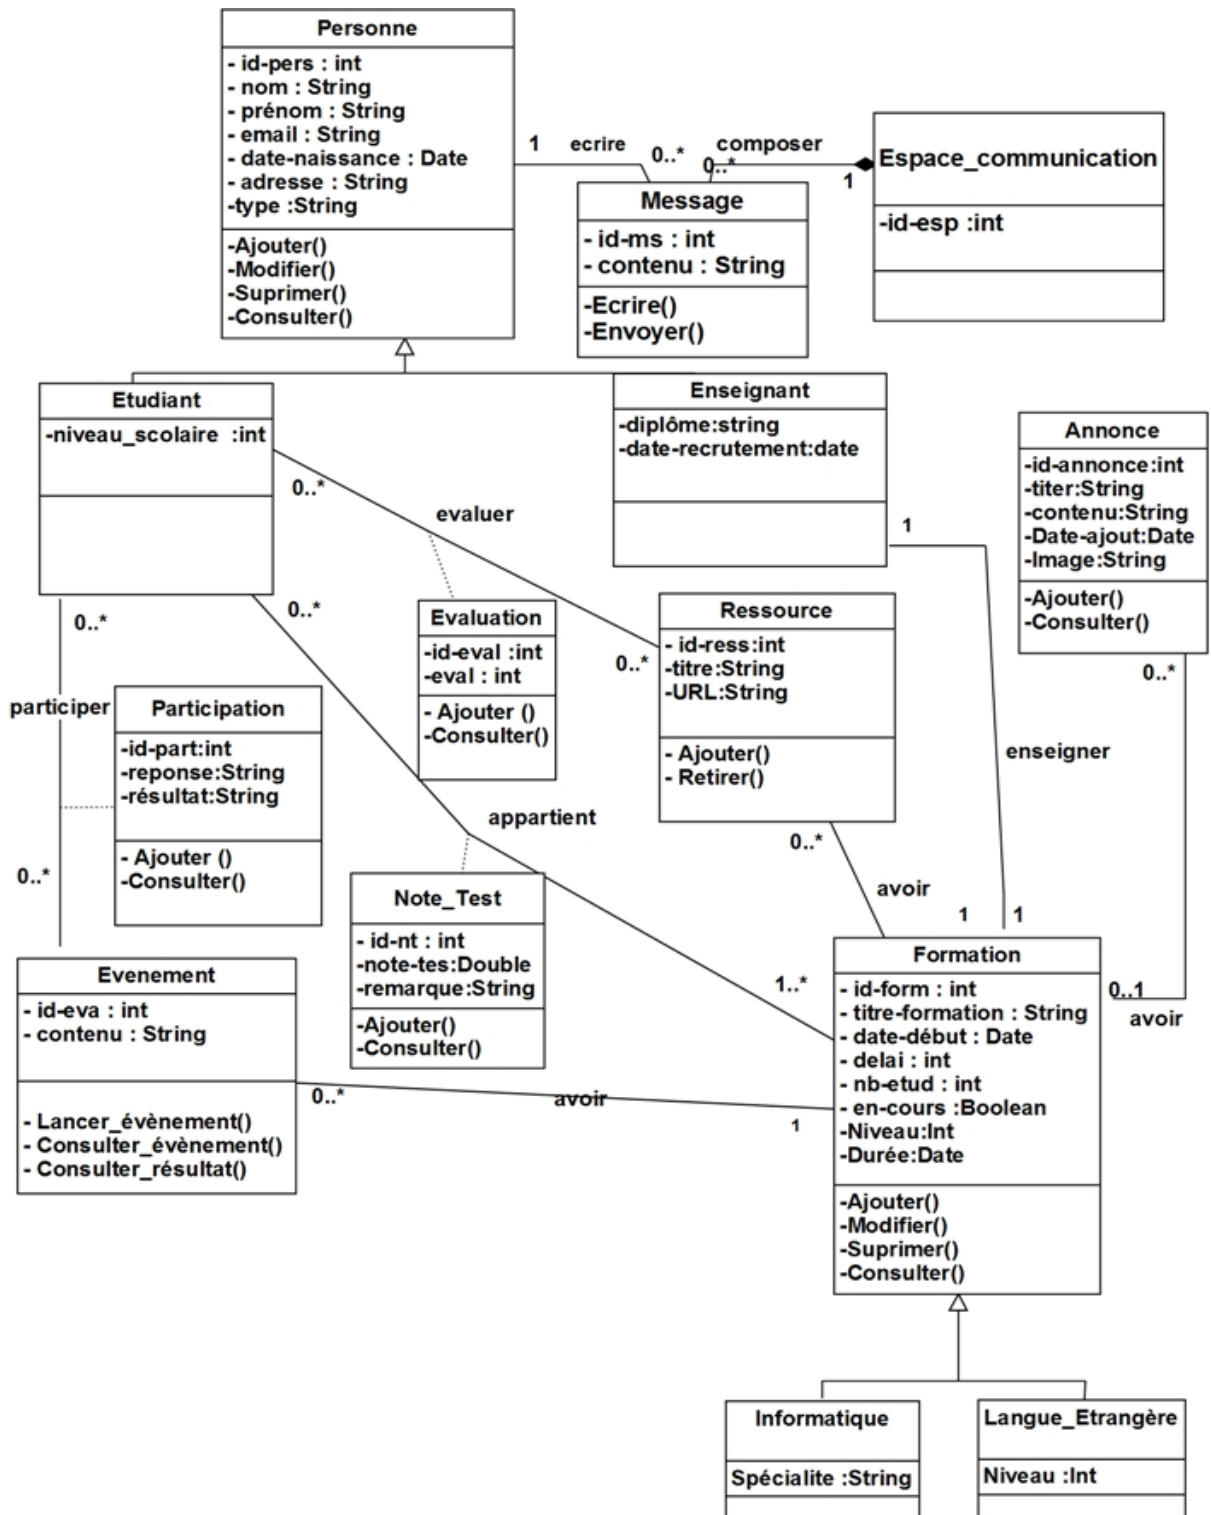 Personne
- id-pers : int
- nom : String
- prénom : String
- email : String
- date-naissance : Date
- adresse : String
-type :String
-Ajouter()
-Modifier()
-Suprimer()
-Consulter()
1
ecrire
0..*
composer
0..*
1
Message
- id-ms : int
- contenu : String
-Ecrire()
-Envoyer()
Espace_communication
-id-esp :int
Etudiant
-niveau_scolaire :int
Enseignant
-diplôme:string
-date-recrutement:date
Annonce
-id-annonce:int
-titer:String
-contenu:String
-Date-ajout:Date
-Image:String
-Ajouter()
-Consulter()
0..*
evaluer
0..*
1
enseigner
1
0..*
0..*
participer
0..*
Evaluation
-id-eval :int
-eval : int
- Ajouter ()
-Consulter()
Ressource
- id-ress:int
-titre:String
-URL:String
- Ajouter()
- Retirer()
Participation
-id-part:int
-reponse:String
-résultat:String
- Ajouter ()
-Consulter()
appartient
1..*
0..*
avoir
1
0..*
0..1
avoir
Note_Test
- id-nt : int
-note-tes:Double
-remarque:String
-Ajouter()
-Consulter()
Evenement
- id-eva : int
- contenu : String
- Lancer_évènement()
- Consulter_évènement()
- Consulter_résultat()
0..*
avoir
1
Formation
- id-form : int
- titre-formation : String
- date-début : Date
- delai : int
- nb-etud : int
- en-cours :Boolean
-Niveau:Int
-Durée:Date
-Ajouter()
-Modifier()
-Suprimer()
-Consulter()
Informatique
Spécialite :String
Langue_Etrangère
Niveau :Int